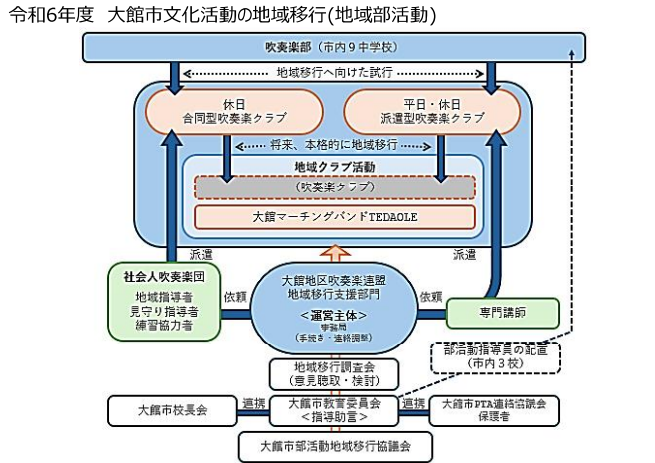 令和6年度 大館市文化活動の地域移行(地域部活動)
吹奏楽部（市内９中学校）
地域移行へ向けた試行
休日
合同型吹奏楽クラブ
平日・休日
派遣型吹奏楽クラブ
将来、本格的に地域移行
地域クラブ活動
（吹奏楽クラブ）
大館マーチングバンドTEDAOLE
派遣
派遣
社会人吹奏楽団
地域指導者
見守り指導者
練習協力者
依頼
大館地区吹奏楽連盟
地域移行支援部門
＜運営主体＞
事務局
（手続き・連絡調整）
依頼
専門講師
部活動指導員の配置
（市内３校）
地域移行調査会
（意見聴取・検討）
大館市校長会
連携
大館市教育委員会
＜指導助言＞
連携
大館市PTA連絡協議会
保護者
大館市部活動地域移行協議会